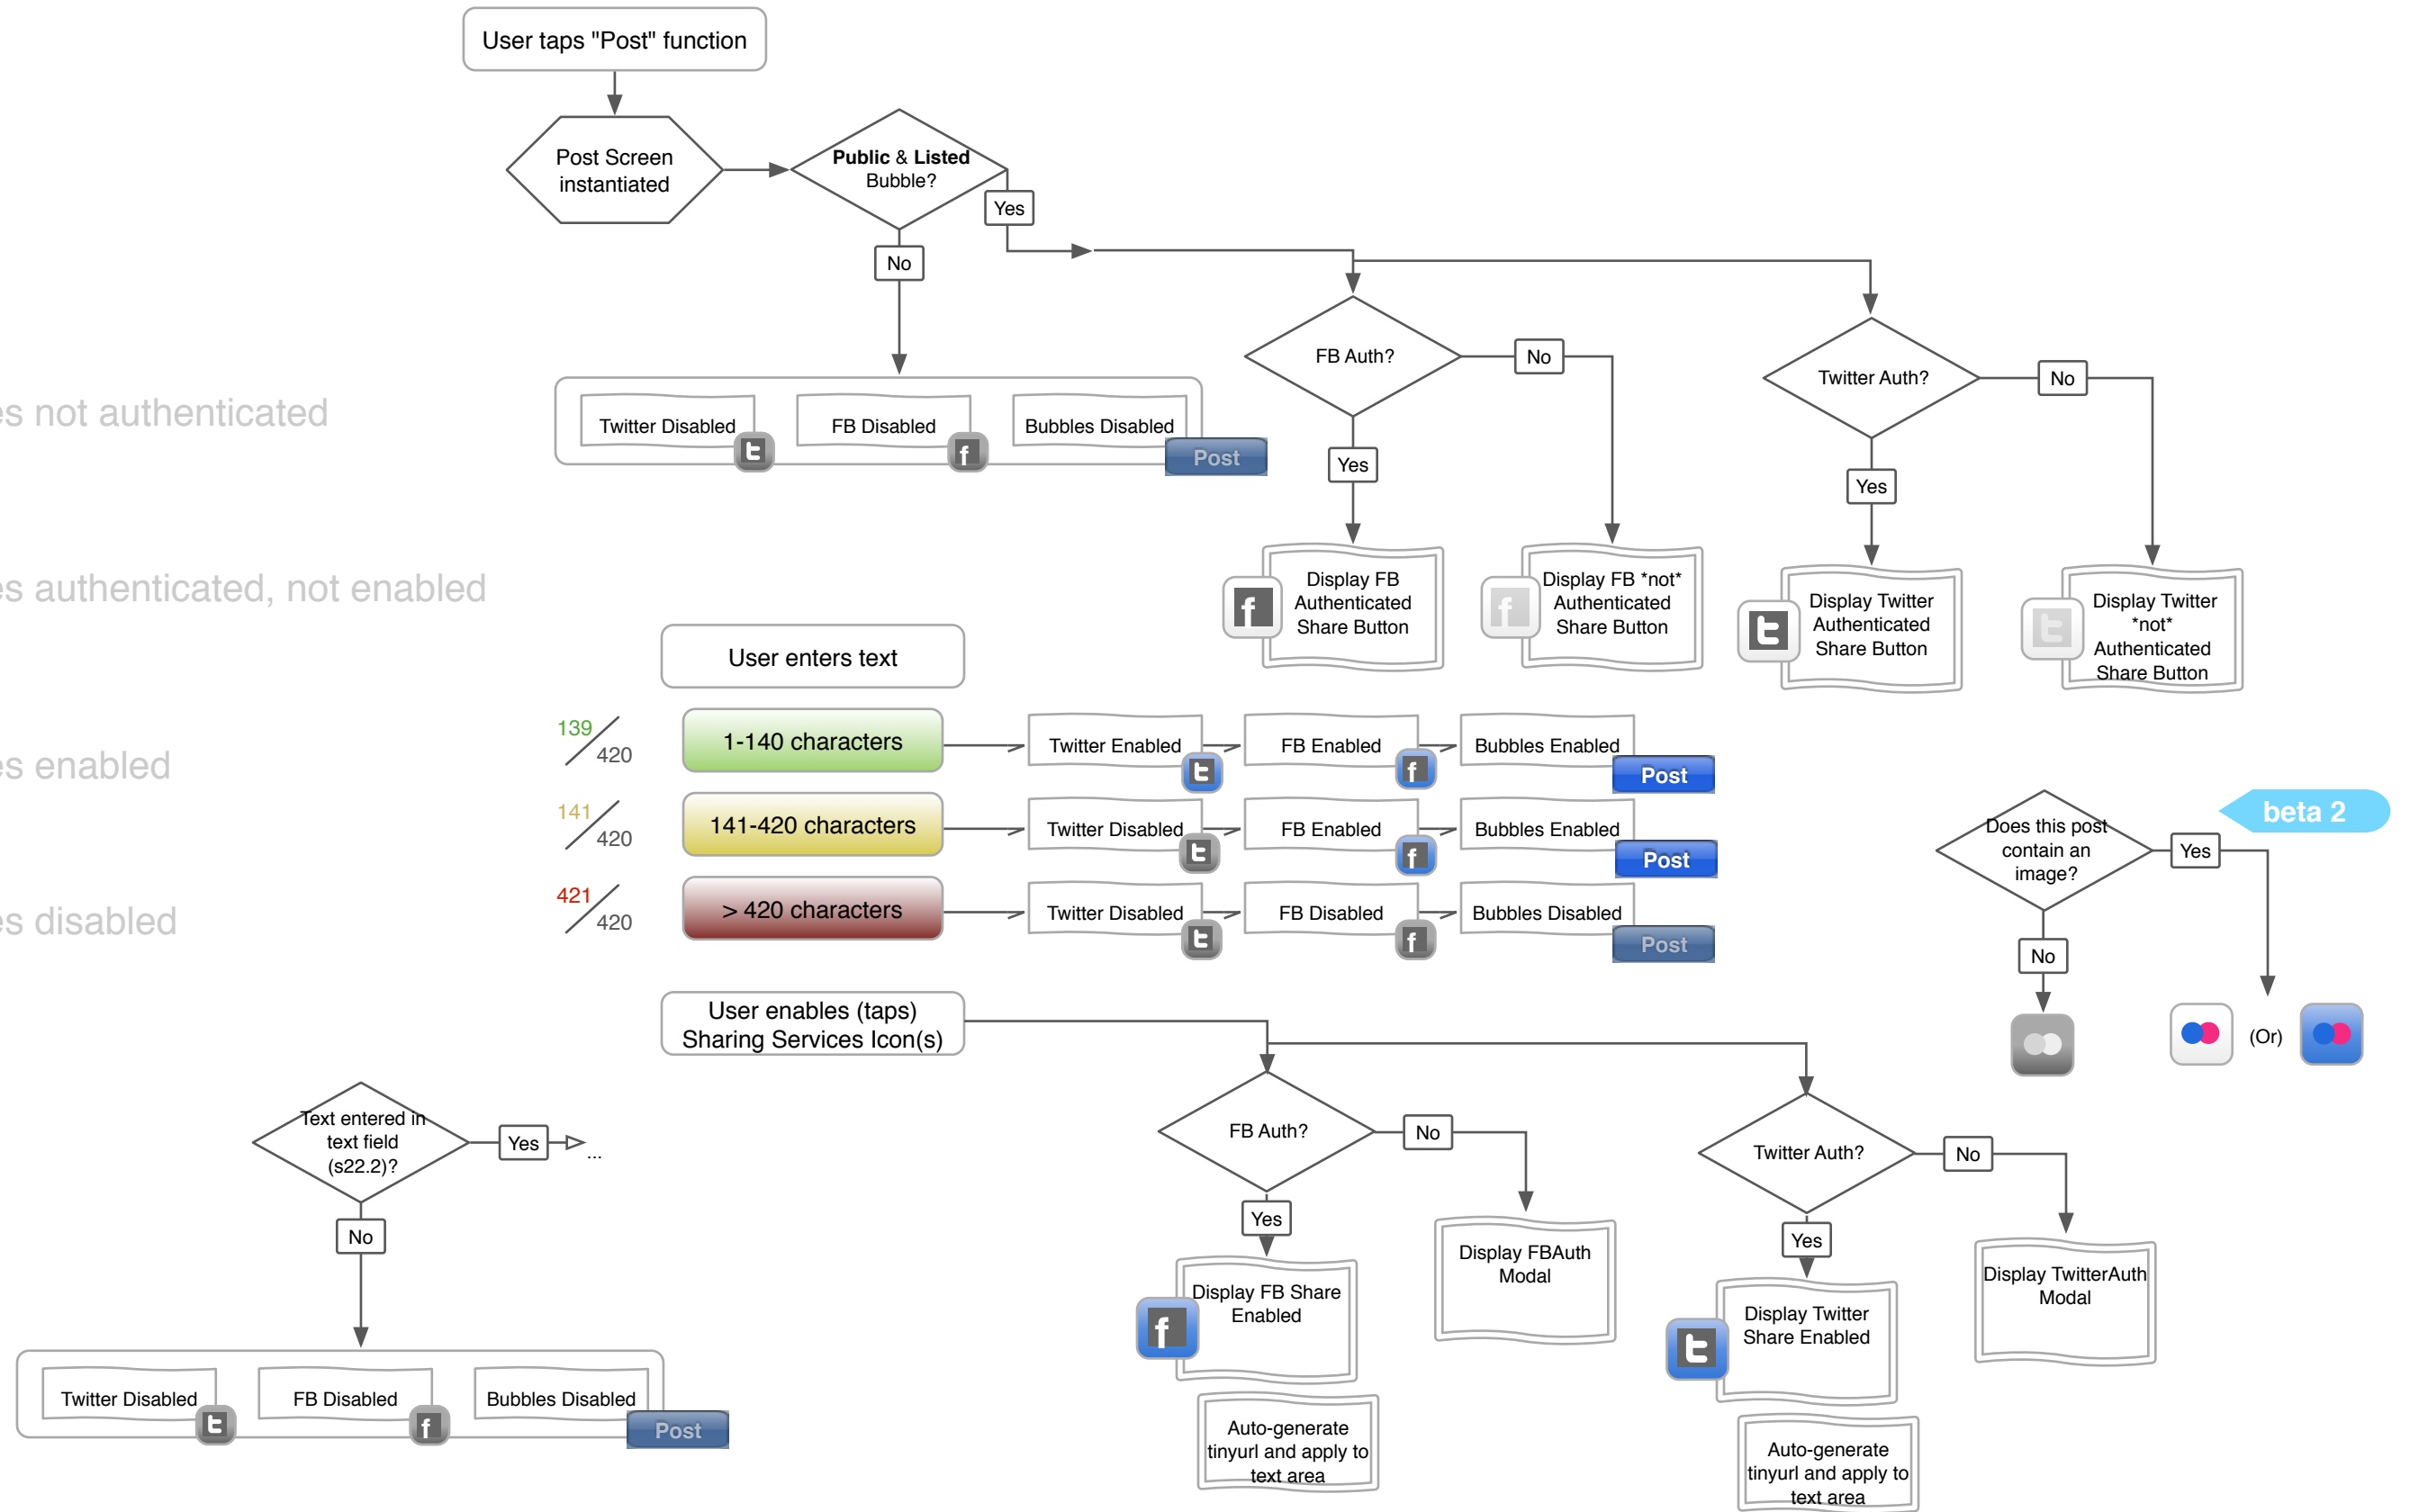 User taps "Post" function
Post Screen
instantiated
Public & Listed
Bubble?
Yes
No
FB Auth?
No
Yes
Twitter Auth?
No
Yes
es not authenticated
Twitter Disabled
t
FB Disabled
f
Bubbles Disabled
Post
es authenticated, not enabled
f
Display FB
Authenticated
Share Button
f
Display FB *not*
Authenticated
Share Button
t
Display Twitter
Authenticated
Share Button
t
Display Twitter
*not*
Authenticated
Share Button
User enters text
es enabled
139
420
1-140 characters
Twitter Enabled
t
FB Enabled
f
Bubbles Enabled
Post
141
420
141-420 characters
Twitter Disabled
t
FB Enabled
f
Bubbles Enabled
Post
es disabled
421
420
> 420 characters
Twitter Disabled
t
FB Disabled
f
Bubbles Disabled
Post
beta 2
Does this post
contain an
image?
Yes
No
(Or)
User enables (taps)
Sharing Services Icon(s)
FB Auth?
No
Yes
Display FBAuth
Modal
f
Display FB Share
Enabled
Auto-generate
tinyurl and apply to
text area
Twitter Auth?
No
Yes
Display TwitterAuth
Modal
t
Display Twitter
Share Enabled
Auto-generate
tinyurl and apply to
text area
Text entered in
text field
(s22.2)?
Yes
...
No
Twitter Disabled
t
FB Disabled
f
Bubbles Disabled
Post